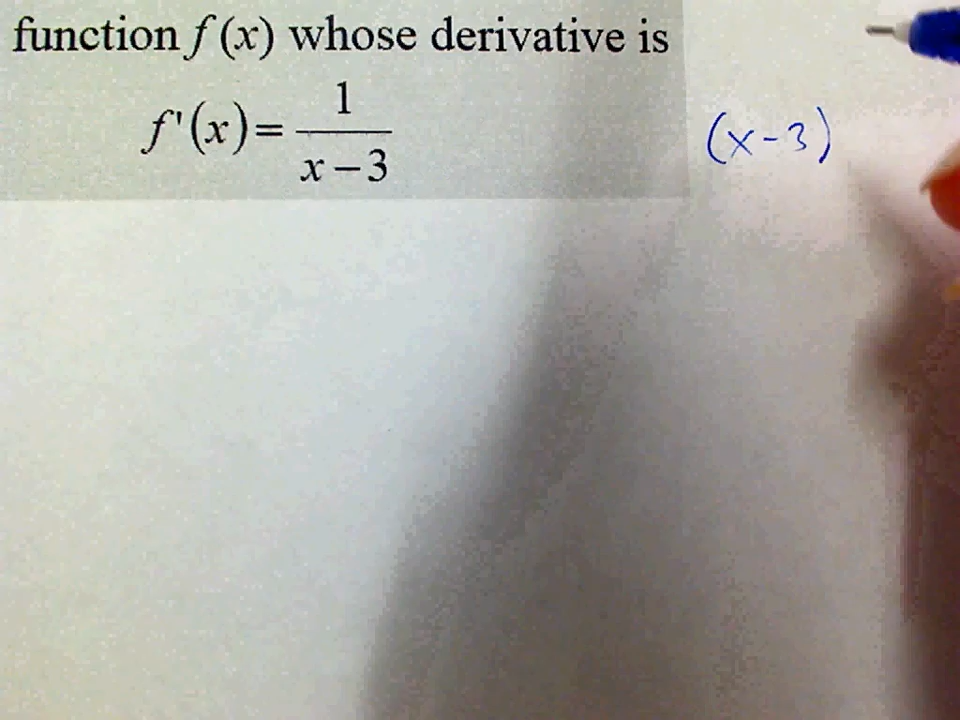 function f (x) whose derivative is
f'(x)= 1/(x−3)
(x-3)